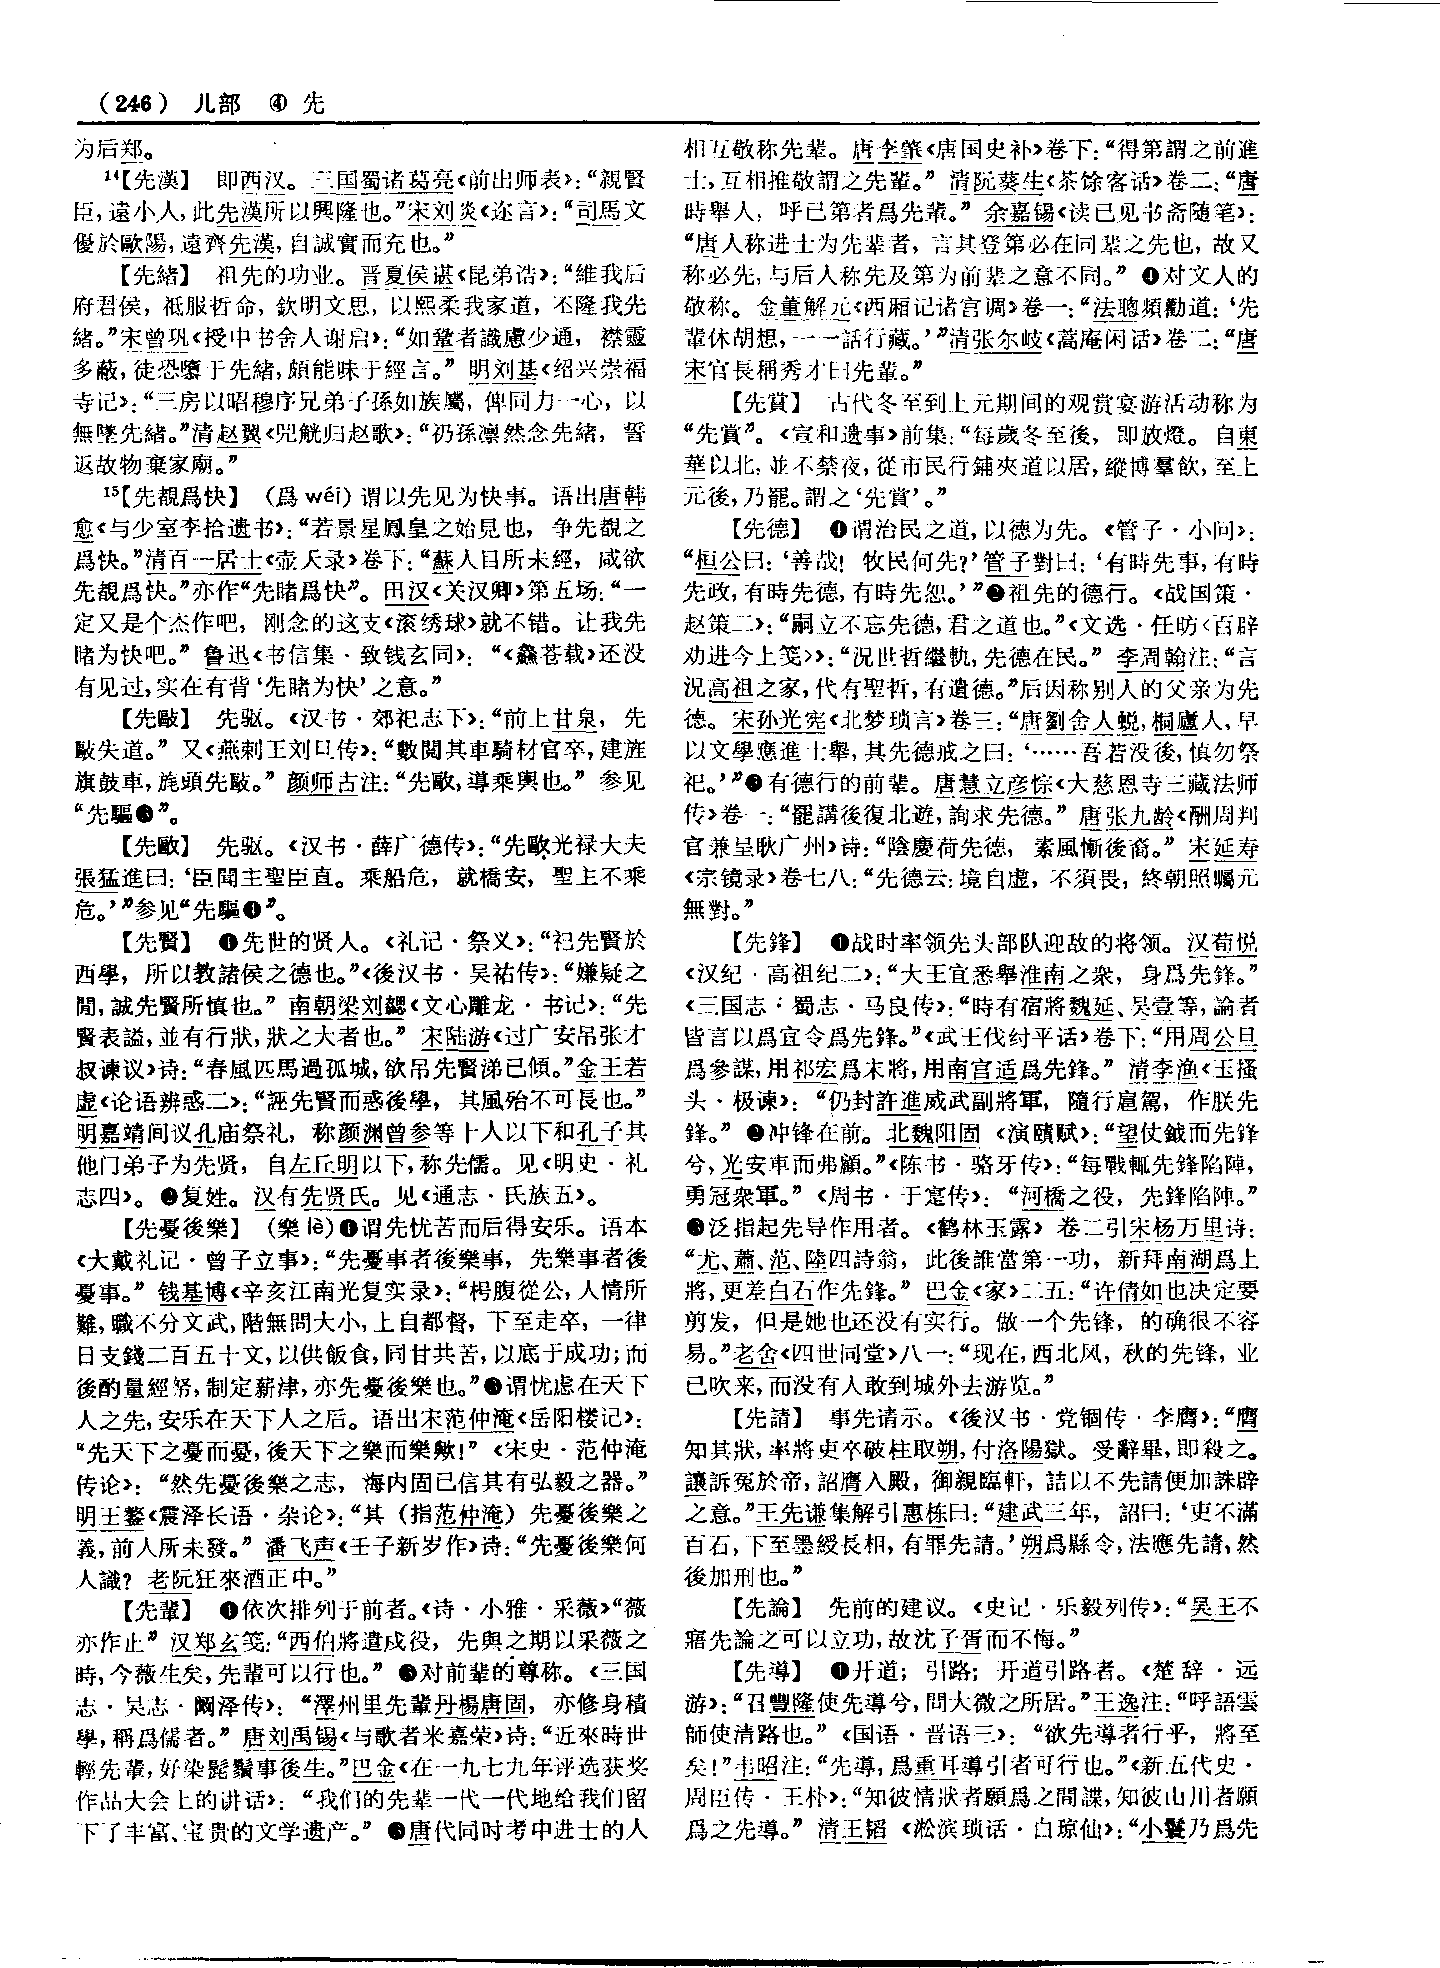 (246) 儿部 ④ 先
为后郑。
14【先漢】 即西汉。三国蜀诸葛亮《前出师表》：“親賢
臣，遠小人，此先漢所以興隆也。”宋刘炎《迩言》：“司馬文
優於歐陽，遠齊先漢，自誠實而充也。”
【先緒】 祖先的功业。晋夏侯谌《昆弟诰》：“維我后
府君侯，祗服哲命，欽明文思，以熙柔我家道，丕隆我先
緒。”宋曾巩《授中书舍人谢启》：“如鞏者識慮少通，襟靈
多蔽，徒恐墮于先緒，頗能昧于經言。”明刘基《绍兴崇福
寺记》：“三房以昭穆序兄弟子孫如族屬，俾同力一心，以
無墜先緒。”清赵翼《兕觥归赵歌》：“礽孫凛然念先緒，誓
返故物棄家廟。”
15【先覩爲快】 （爲 wéi）谓以先见为快事。语出唐韩
愈《与少室李拾遗书》：“若景星鳳皇之始見也，争先覩之
爲快。”清百一居士《壶天录》卷下：“蘇人目所未經，咸欲
先覩爲快。”亦作“先睹爲快”。田汉《关汉卿》第五场：“一
定又是个杰作吧，刚念的这支《滚绣球》就不错。让我先
睹为快吧。”鲁迅《书信集·致钱玄同》：“《鱻苍载》还没
有见过，实在有背‘先睹为快’之意。”
【先敺】 先驱。《汉书·郊祀志下》：“前上甘泉，先
敺失道。”又《燕剌王刘旦传》：“數閲其車騎材官卒，建旌
旗鼓車，旄頭先敺。”颜师古注：“先敺，導乘輿也。”参见
“先驅❸”。
【先歐】 先驱。《汉书·薛广德传》：“先歐光禄大夫
張猛進曰：‘臣聞主聖臣直。乘船危，就橋安，聖主不乘
危。’”参见“先驅❹”。
【先賢】 ❶先世的贤人。《礼记·祭义》：“祀先賢於
西學，所以教諸侯之德也。”《後汉书·吴祐传》：“嫌疑之
間，誠先賢所慎也。”南朝梁刘勰《文心雕龙·书记》：“先
賢表謚，並有行狀，狀之大者也。”宋陆游《过广安吊张才
叔谏议》诗：“春風匹馬過孤城，欲吊先賢涕已傾。”金王若
虚《论语辨惑二》：“誣先賢而惑後學，其風殆不可長也。”
明嘉靖间议孔庙祭礼，称颜渊曾参等十人以下和孔子其
他门弟子为先贤，自左丘明以下，称先儒。见《明史·礼
志四》。❷复姓。汉有先贤氏。见《通志·氏族五》。
【先憂後樂】 （樂 lè）❶谓先忧苦而后得安乐。语本
《大戴礼记·曾子立事》：“先憂事者後樂事，先樂事者後
憂事。”钱基博《辛亥江南光复实录》：“枵腹從公，人情所
難，職不分文武，階無問大小，上自都督，下至走卒，一律
日支錢二百五十文，以供飯食，同甘共苦，以底于成功；而
後酌量經帑，制定薪津，亦先憂後樂也。”❷谓忧虑在天下
人之先，安乐在天下人之后。语出宋范仲淹《岳阳楼记》：
“先天下之憂而憂，後天下之樂而樂歟！”《宋史·范仲淹
传论》：“然先憂後樂之志，海内固已信其有弘毅之器。”
明王鏊《震泽长语·杂论》：“其（指范仲淹）先憂後樂之
義，前人所未發。”潘飞声《壬子新岁作》诗：“先憂後樂何
人識？老阮狂來酒正中。”
【先輩】 ❶依次排列于前者。《诗·小雅·采薇》“薇
亦作止”汉郑玄笺：“西伯將遣戍役，先與之期以采薇之
時，今薇生矣，先輩可以行也。”❷对前辈的尊称。《三国
志·吴志·阚泽传》：“澤州里先輩丹楊唐固，亦修身積
學，稱爲儒者。”唐刘禹锡《与歌者米嘉荣》诗：“近來時世
輕先輩，好染髭鬚事後生。”巴金《在一九七九年评选获奖
作品大会上的讲话》：“我们的先辈一代一代地给我们留
下了丰富、宝贵的文学遗产。”❸唐代同时考中进士的人
相互敬称先辈。唐李肇《唐国史补》卷下：“得第謂之前進
士，互相推敬謂之先輩。”清阮葵生《茶馀客话》卷二：“唐
時舉人，呼已第者爲先輩。”余嘉锡《读已见书斋随笔》：
“唐人称进士为先辈者，言其登第必在同辈之先也，故又
称必先，与后人称先及第为前辈之意不同。”❹对文人的
敬称。金董解元《西厢记诸宫调》卷一：“法聰頻勸道：‘先
輩休胡想，一一話行藏。’”清张尔岐《蒿庵闲话》卷二：“唐
宋官長稱秀才曰先輩。”
【先賞】 古代冬至到上元期间的观赏宴游活动称为
“先賞”。《宣和遗事》前集：“每歲冬至後，即放燈。自東
華以北，並不禁夜，從市民行鋪夾道以居，縱博羣飲，至上
元後，乃罷。謂之‘先賞’。”
【先德】 ❶谓治民之道，以德为先。《管子·小问》：
“桓公曰：‘善哉！牧民何先？’管子對曰：‘有時先事，有時
先政，有時先德，有時先恕。’”❷祖先的德行。《战国策·
赵策二》：“嗣立不忘先德，君之道也。”《文选·任昉〈百辟
劝进今上笺〉》：“況世哲繼軌，先德在民。”李周翰注：“言
況高祖之家，代有聖哲，有遺德。”后因称别人的父亲为先
德。宋孙光宪《北梦琐言》卷三：“唐劉舍人蜕，桐廬人，早
以文學應進士舉，其先德戒之曰：‘……吾若没後，慎勿祭
祀。’”❸有德行的前辈。唐慧立彦悰《大慈恩寺三藏法师
传》卷一：“罷講後復北遊，詢求先德。”唐张九龄《酬周判
官兼呈耿广州》诗：“陰慶荷先德，素風慚後裔。”宋延寿
《宗镜录》卷七八：“先德云：境自虚，不須畏，終朝照矚元
無對。”
【先鋒】 ❶战时率领先头部队迎敌的将领。汉荀悦
《汉纪·高祖纪二》：“大王宜悉舉淮南之衆，身爲先鋒。”
《三国志·蜀志·马良传》：“時有宿將魏延、吴壹等，論者
皆言以爲宜令爲先鋒。”《武王伐纣平话》卷下：“用周公旦
爲參謀，用祁宏爲末將，用南宫适爲先鋒。”清李渔《玉搔
头·极谏》：“仍封許進威武副將軍，隨行扈駕，作朕先
鋒。”❷冲锋在前。北魏阳固《演赜赋》：“望仗鉞而先鋒
兮，光安車而弗顧。”《陈书·骆牙传》：“每戰輒先鋒陷陣，
勇冠衆軍。”《周书·于寔传》：“河橋之役，先鋒陷陣。”
❸泛指起先导作用者。《鹤林玉露》卷二引宋杨万里诗：
“尤、蕭、范、陸四詩翁，此後誰當第一功，新拜南湖爲上
將，更差白石作先鋒。”巴金《家》二五：“许倩如也决定要
剪发，但是她也还没有实行。做一个先锋，的确很不容
易。”老舍《四世同堂》八一：“现在，西北风，秋的先锋，业
已吹来，而没有人敢到城外去游览。”
【先請】 事先请示。《後汉书·党锢传·李膺》：“膺
知其狀，率將吏卒破柱取朔，付洛陽獄。受辭畢，即殺之。
讓訴冤於帝，詔膺入殿，御親臨軒，詰以不先請便加誅辟
之意。”王先谦集解引惠栋曰：“建武三年，詔曰：‘吏不滿
百石，下至墨綬長相，有罪先請。’朔爲縣令，法應先請，然
後加刑也。”
【先論】 先前的建议。《史记·乐毅列传》：“吴王不
寤先論之可以立功，故沈子胥而不悔。”
【先導】 ❶开道；引路；开道引路者。《楚辞·远
游》：“召豐隆使先導兮，問大微之所居。”王逸注：“呼語雲
師使清路也。”《国语·晋语三》：“欲先導者行乎，將至
矣！”韦昭注：“先導，爲重耳導引者可行也。”《新五代史·
周臣传·王朴》：“知彼情狀者願爲之間諜，知彼山川者願
爲之先導。”清王韬《淞滨琐话·白琼仙》：“小鬟乃爲先